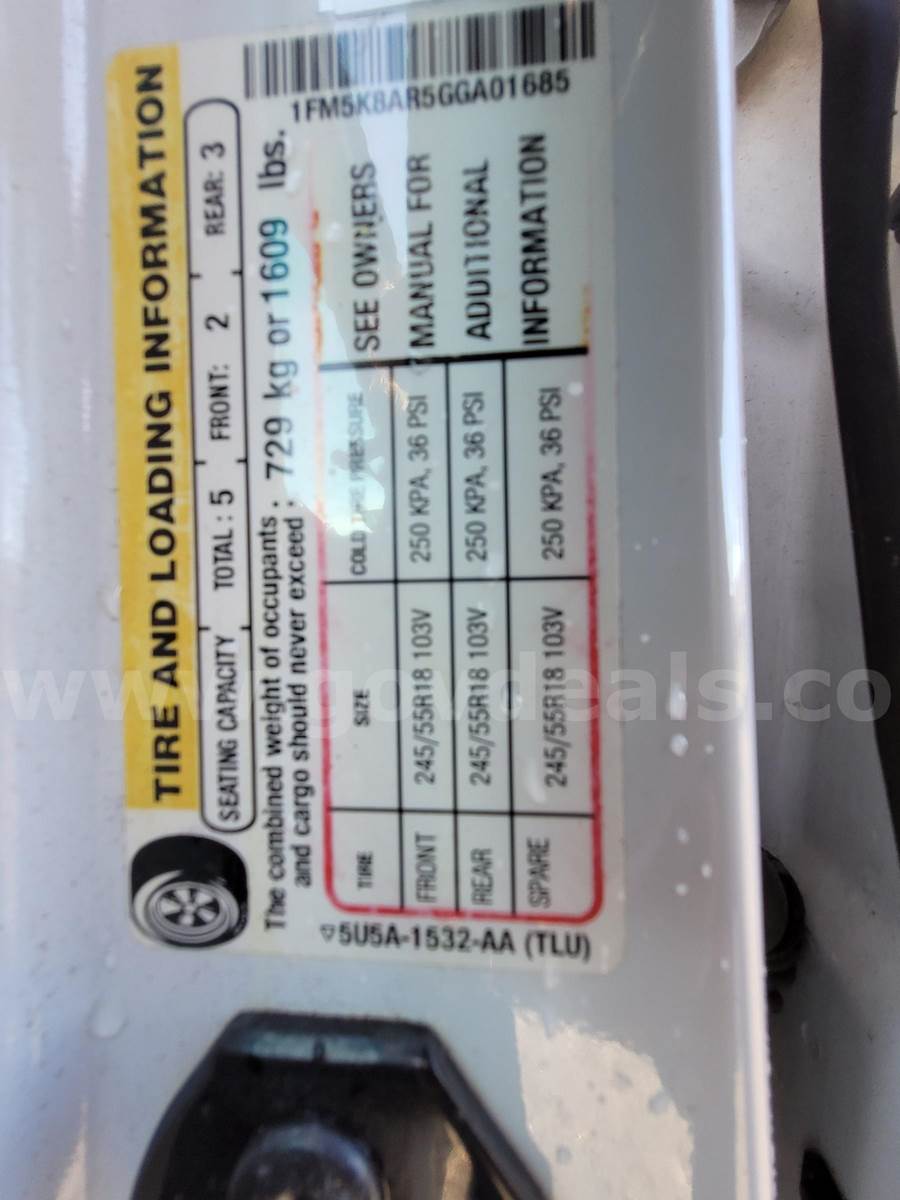 TIRE AND LOADING INFORMATION
SEATING CAPACITY TOTAL : 5 FRONT: 2 REAR: 3
The combined weight of occupants and cargo should never exceed : 729 kg or 1609 lbs.
TIRE SIZE COLD TIRE PRESSURE
FRONT 245/55R18 103V 250 KPA, 36 PSI
REAR 245/55R18 103V 250 KPA, 36 PSI
SPARE 245/55R18 103V 250 KPA, 36 PSI
SEE OWNERS
MANUAL FOR
ADDITIONAL
INFORMATION
5U5A-1532-AA (TLU)
1FM5K8AR5GGA01685
www.govdeals.co